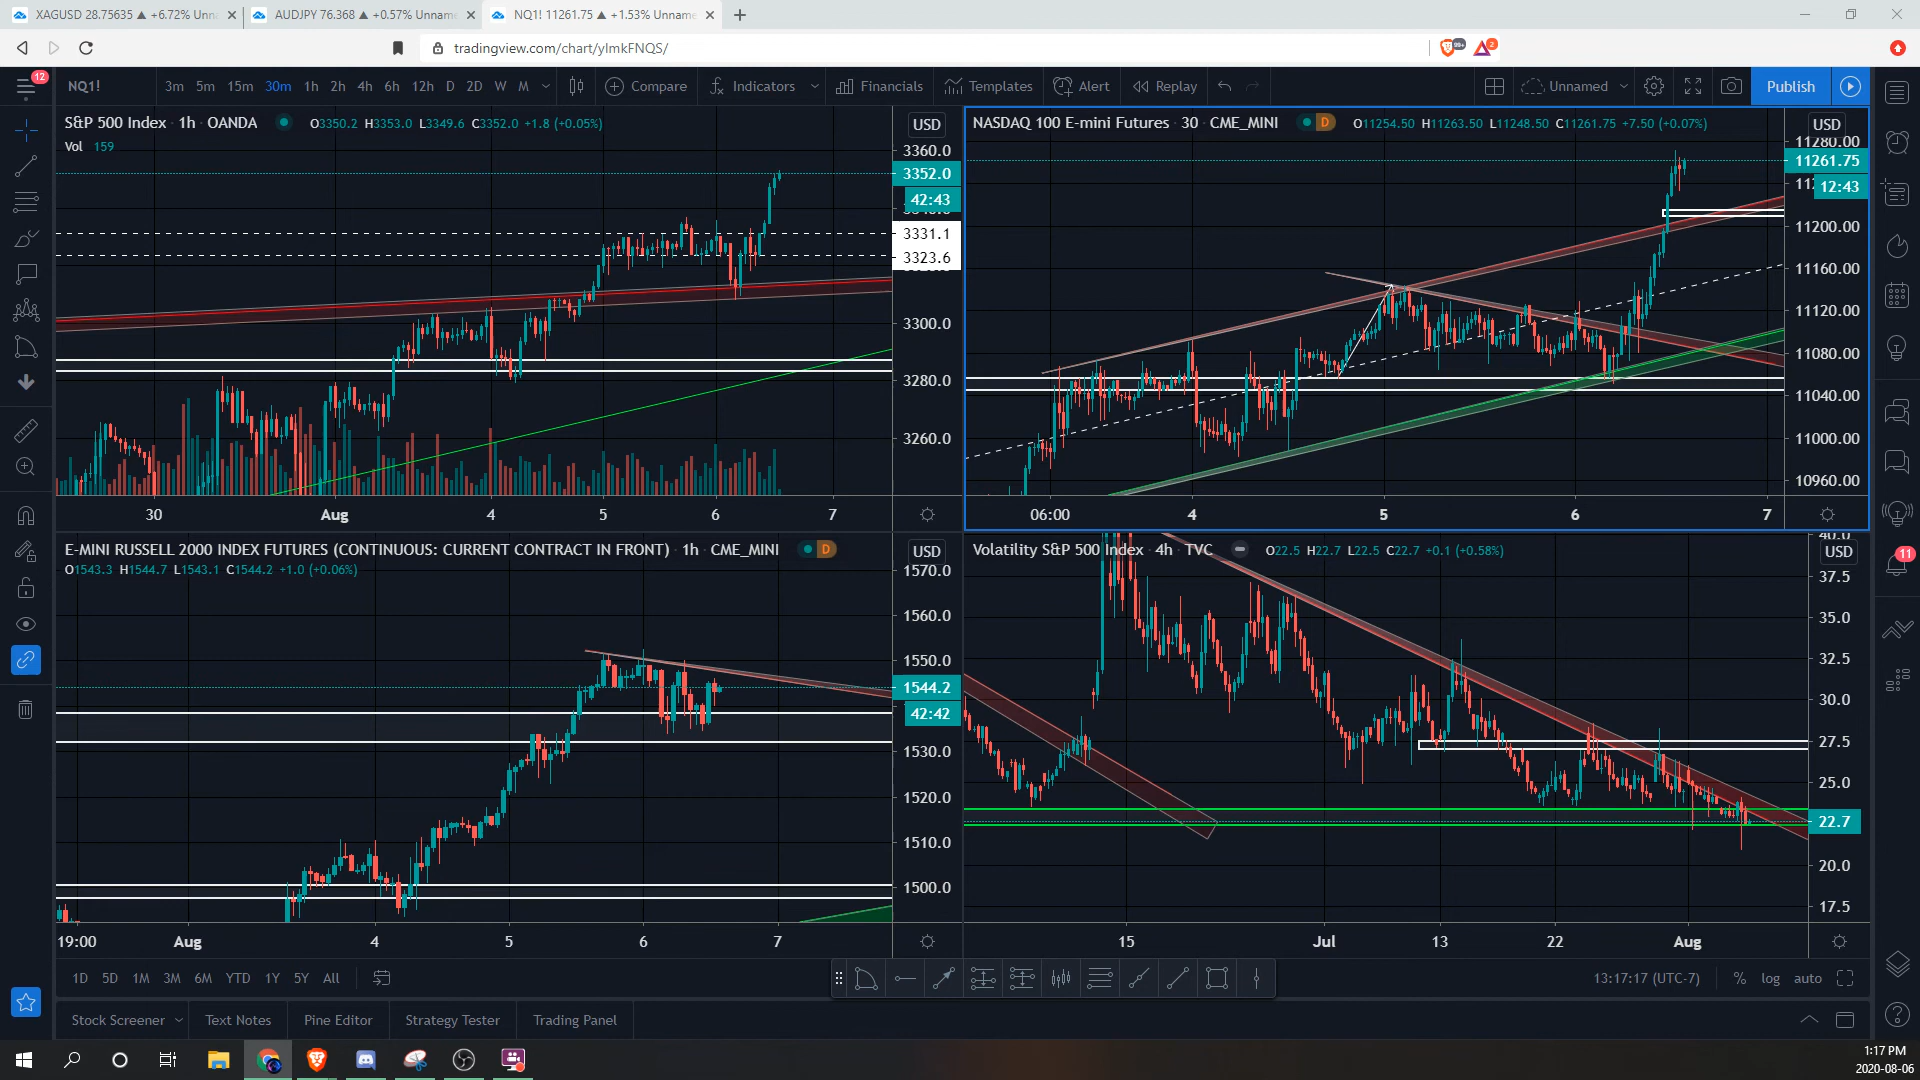 XAGUSD 28.75635 ▲ +6.72% Unn
AUDJPY 76.368 ▲ +0.57% Unname
NQ1! 11261.75 ▲ +1.53% Unname
tradingview.com/chart/ylmkFNQS/
99+
2
12
NQ1!
3m 5m 15m 30m 1h 2h 4h 6h 12h D 2D W M
Compare
Indicators
Financials
Templates
Alert
Replay
Unnamed
Publish
S&P 500 Index · 1h · OANDA
O3350.2 H3353.0 L3349.6 C3352.0 +1.8 (+0.05%)
Vol 159
USD
3360.0
3352.0
42:43
3331.1
3323.6
3300.0
3280.0
3260.0
30 Aug 4 5 6 7
NASDAQ 100 E-mini Futures · 30 · CME_MINI
D
O11254.50 H11263.50 L11248.50 C11261.75 +7.50 (+0.07%)
USD
11280.00
11261.75
12:43
11200.00
11160.00
11120.00
11080.00
11040.00
11000.00
10960.00
06:00 4 5 6 7
E-MINI RUSSELL 2000 INDEX FUTURES (CONTINUOUS: CURRENT CONTRACT IN FRONT) · 1h · CME_MINI
D
O1543.3 H1544.7 L1543.1 C1544.2 +1.0 (+0.06%)
USD
1570.0
1560.0
1550.0
1544.2
42:42
1530.0
1520.0
1510.0
1500.0
19:00 Aug 4 5 6 7
Volatility S&P 500 Index · 4h · TVC
O22.5 H22.7 L22.5 C22.7 +0.1 (+0.58%)
USD
40.0
37.5
35.0
32.5
30.0
27.5
25.0
22.7
20.0
17.5
15 Jul 13 22 Aug
11
1D 5D 1M 3M 6M YTD 1Y 5Y All
13:17:17 (UTC-7)
% log auto
Stock Screener
Text Notes
Pine Editor
Strategy Tester
Trading Panel
1:17 PM
2020-08-06